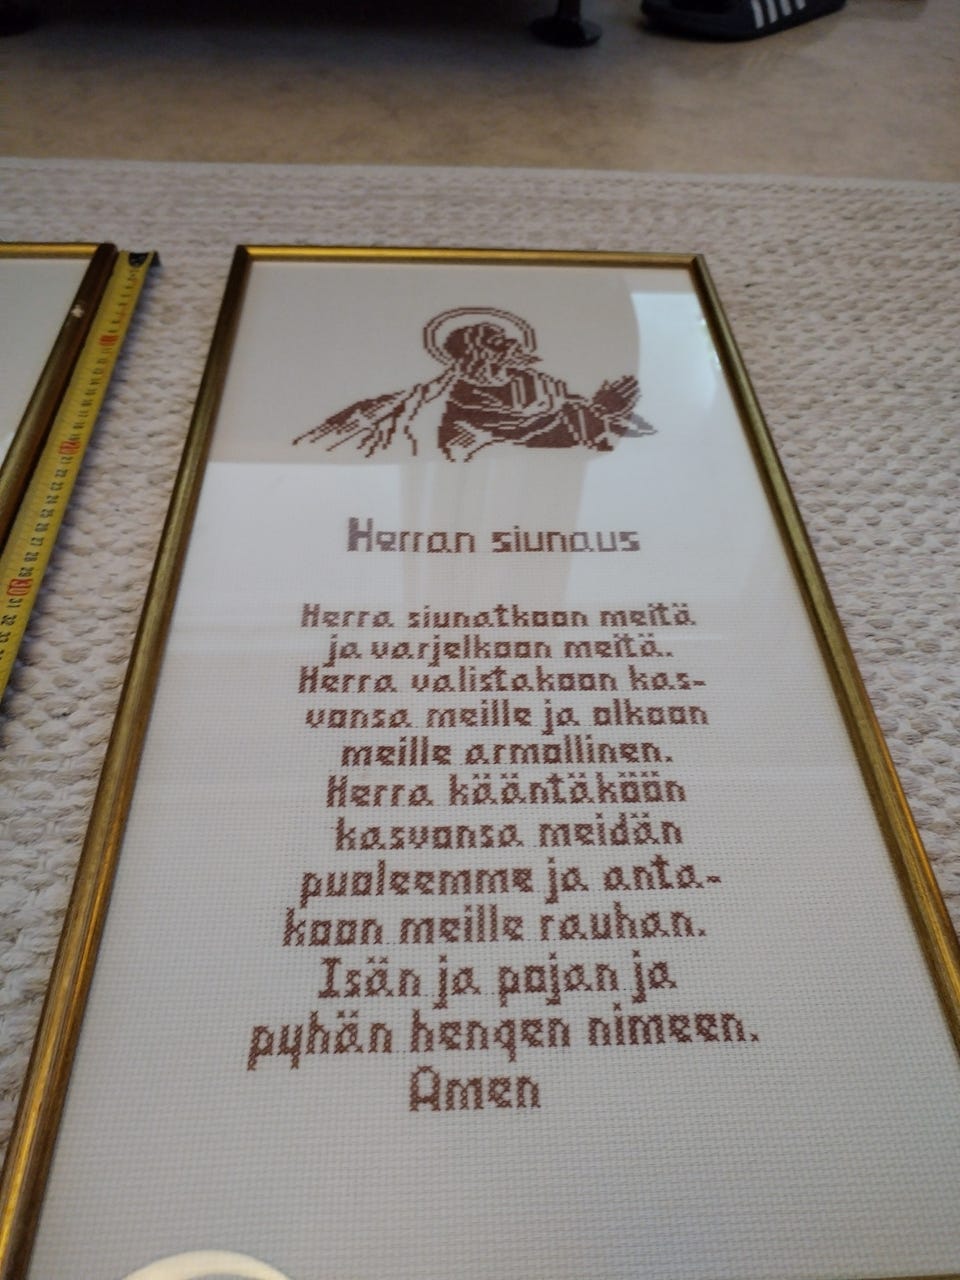 Herran siunaus
Herra siunatkoon meitä
ja varjelkoon meitä.
Herra valistakoon kas-
vonsa meille ja olkoon
meille armollinen.
Herra kääntäköön
kasvonsa meidän
puoleemme ja anta-
koon meille rauhan.
Isän ja pojan ja
pyhän hengen nimeen.
Amen